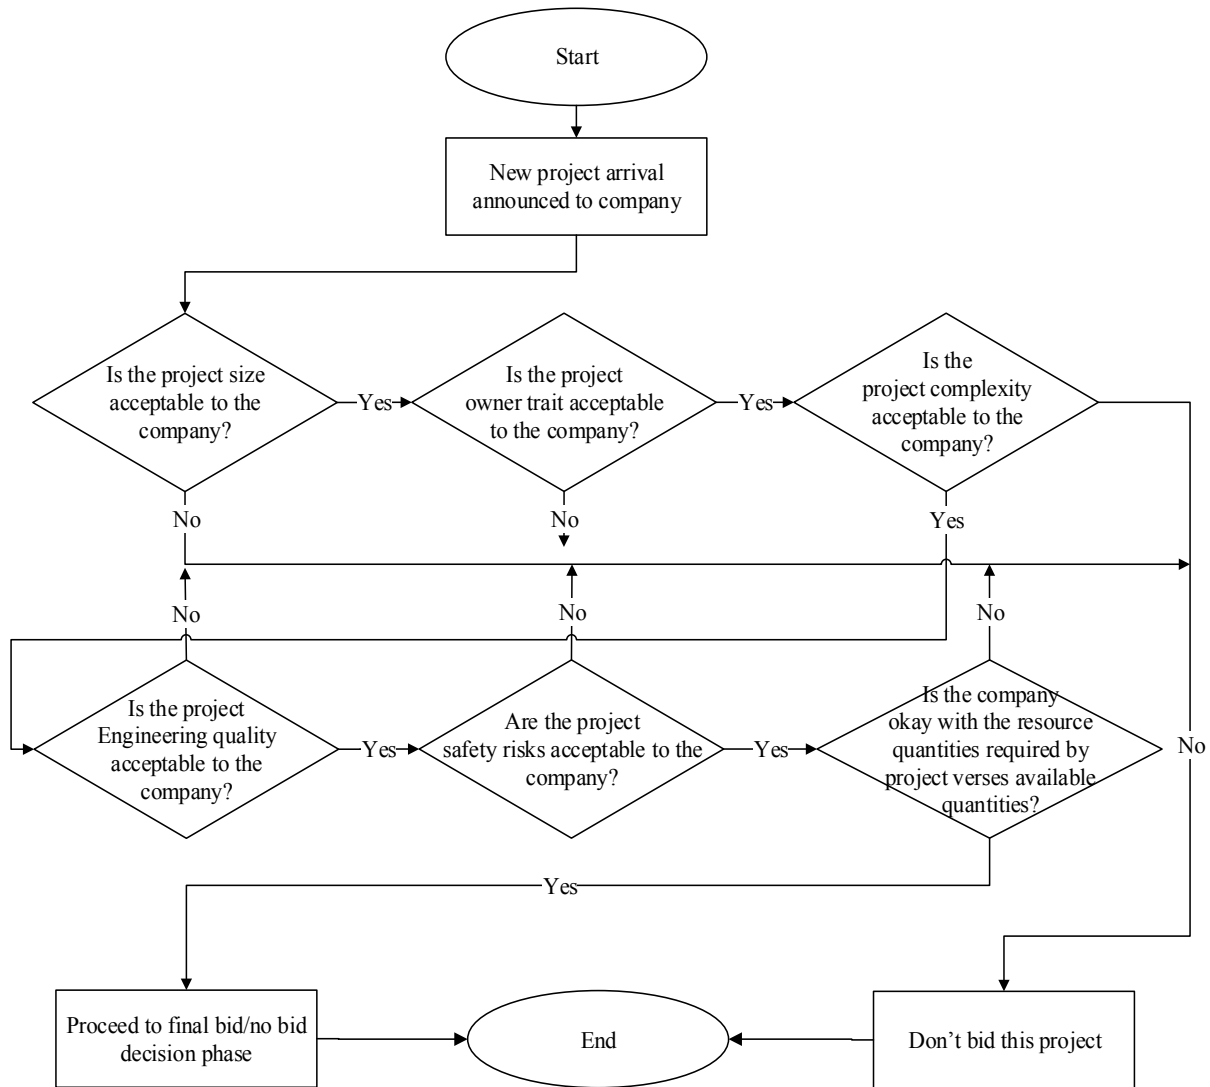 Start
New project arrival
announced to company
Is the project size
acceptable to the
company?
Yes
Is the project
owner trait acceptable
to the company?
Yes
Is the
project complexity
acceptable to the
company?
No
No
Yes
No
No
No
Is the project
Engineering quality
acceptable to the
company?
Yes
Are the project
safety risks acceptable to the
company?
Yes
Is the company
okay with the resource
quantities required by
project verses available
quantities?
No
Yes
Proceed to final bid/no bid
decision phase
End
Don't bid this project